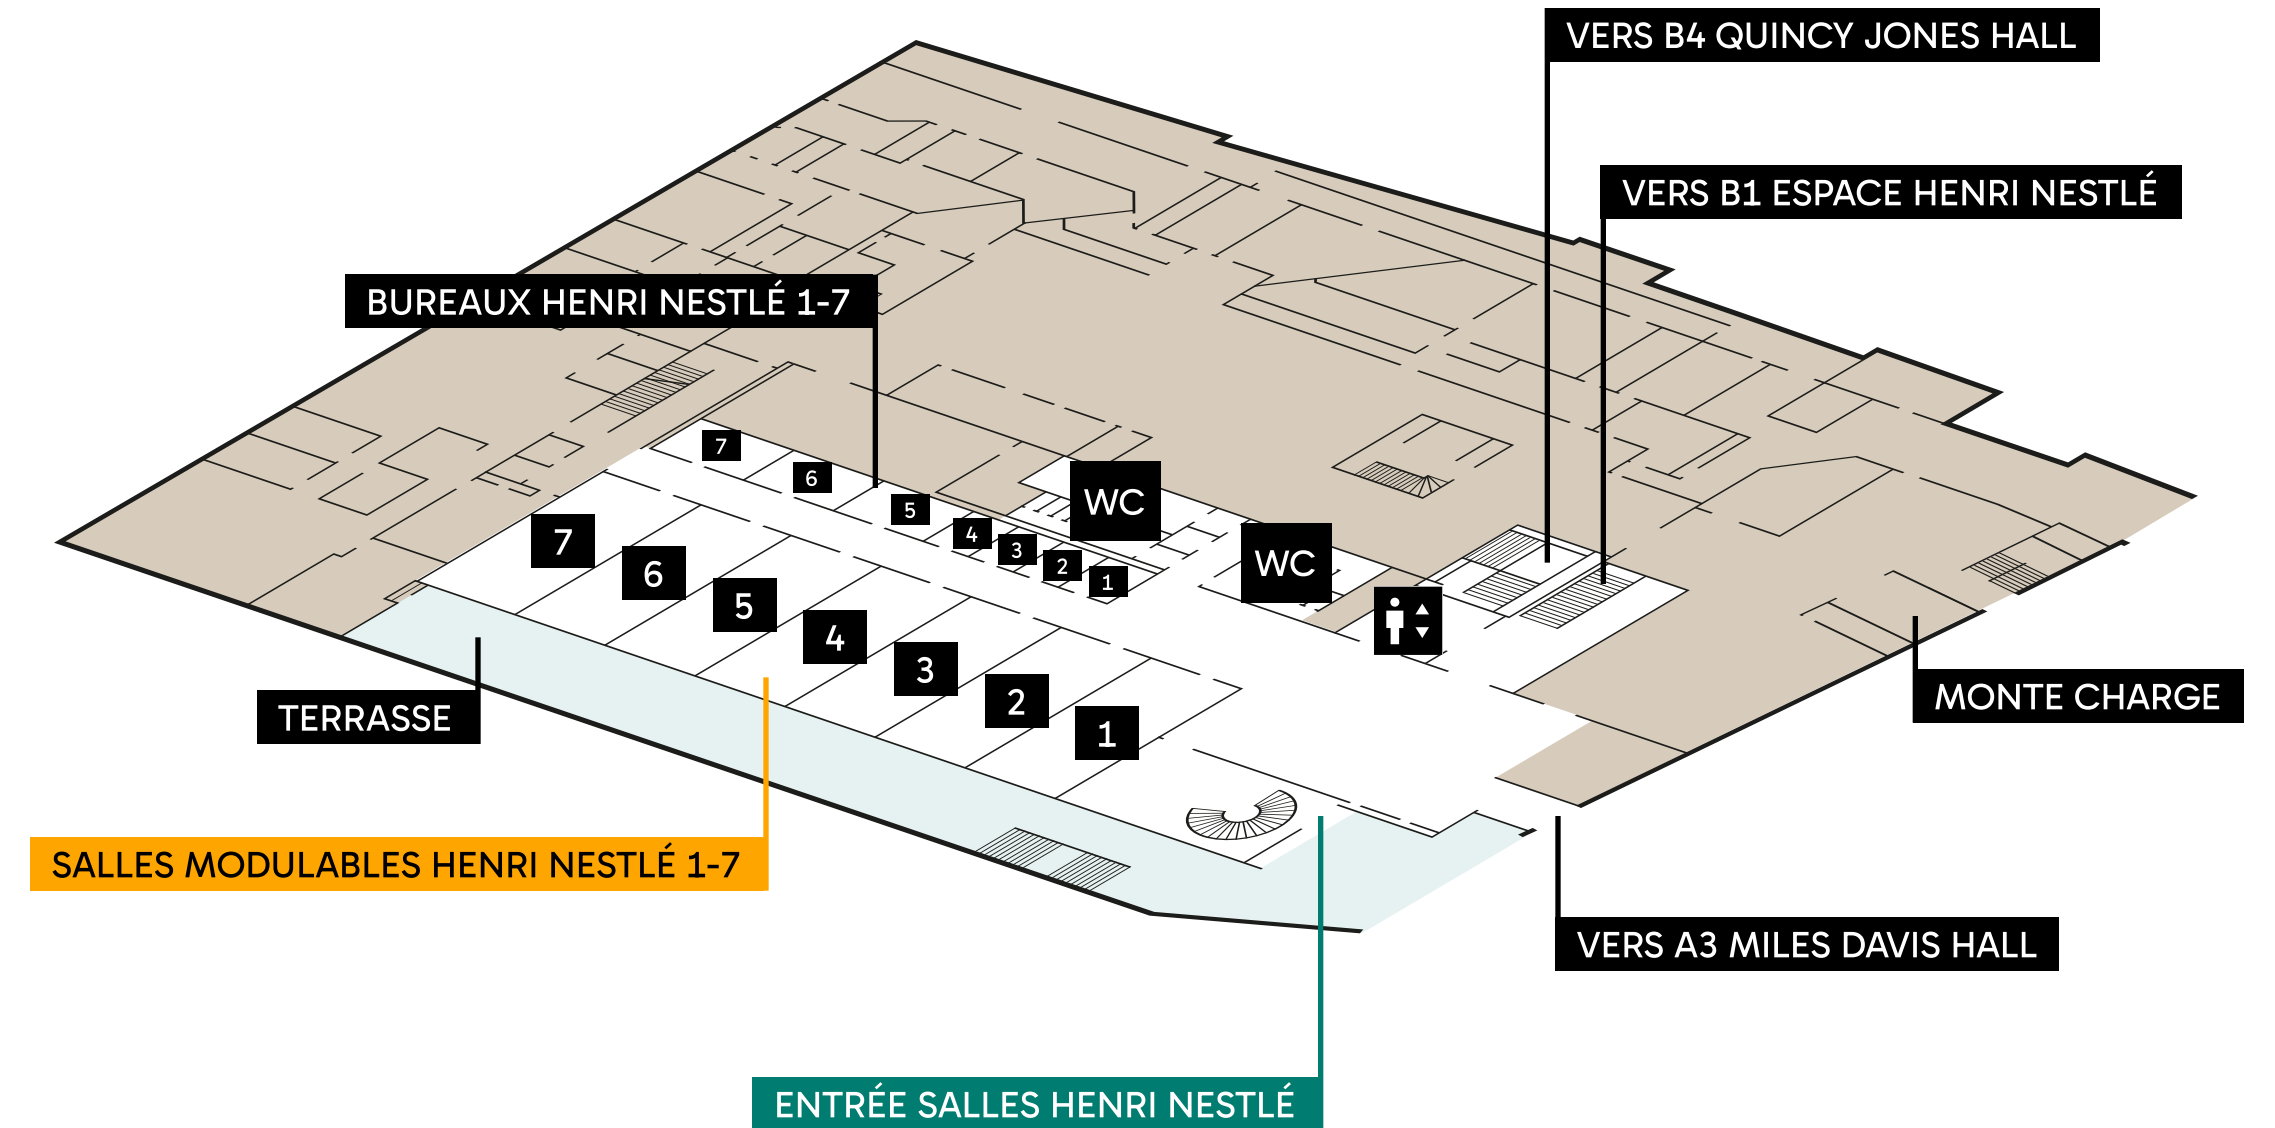 VERS B4 QUINCY JONES HALL
VERS B1 ESPACE HENRI NESTLÉ
BUREAUX HENRI NESTLÉ 1-7
7
6
5
4
3
2
1
WC
WC
7
6
5
4
3
2
1
TERRASSE
MONTE CHARGE
SALLES MODULABLES HENRI NESTLÉ 1-7
VERS A3 MILES DAVIS HALL
ENTRÉE SALLES HENRI NESTLÉ